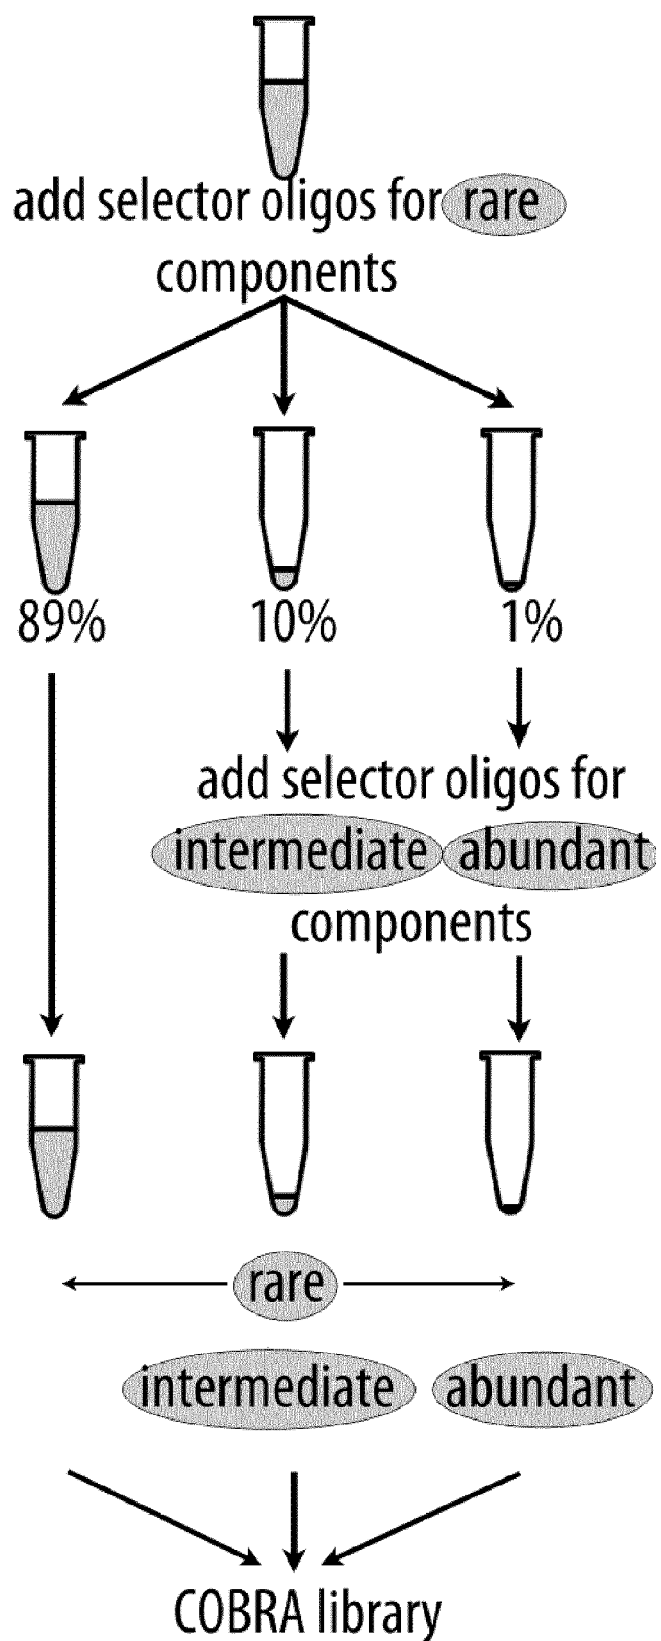 add selector oligos for rare
components
89% 10% 1%
add selector oligos for
intermediate abundant
components
rare
intermediate abundant
COBRA library